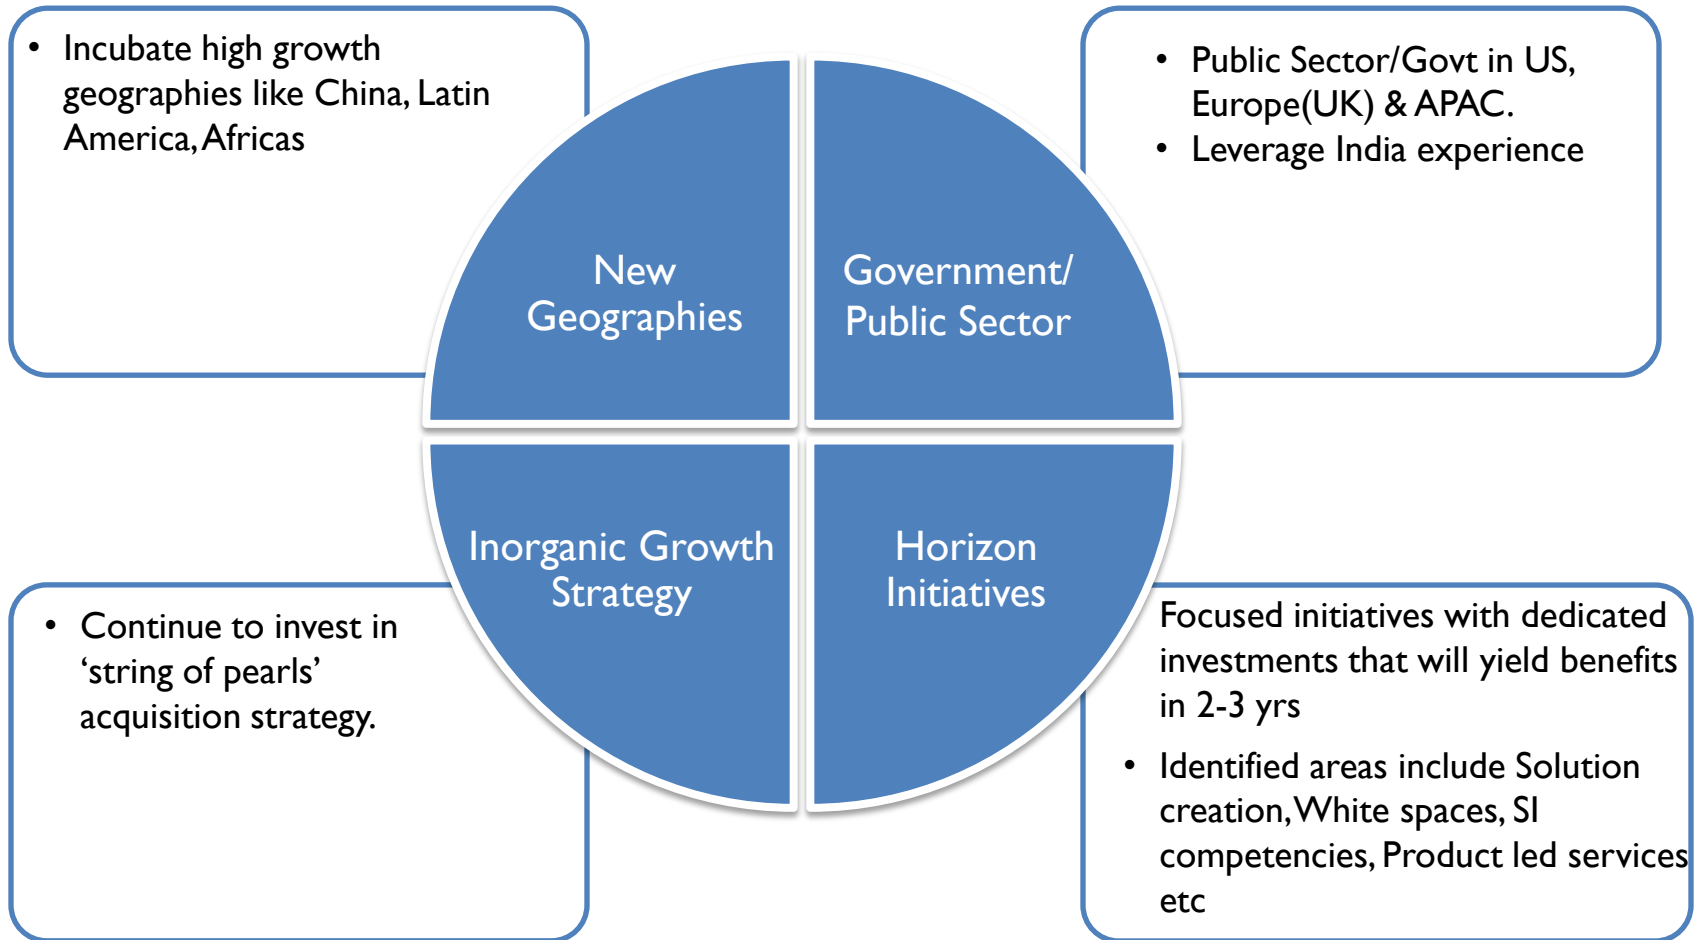 • Incubate high growth
geographies like China, Latin
America, Africas
• Public Sector/Govt in US,
Europe(UK) & APAC.
• Leverage India experience
New
Geographies
Government/
Public Sector
Inorganic Growth
Strategy
Horizon
Initiatives
• Continue to invest in
‘string of pearls’
acquisition strategy.
Focused initiatives with dedicated
investments that will yield benefits
in 2-3 yrs
• Identified areas include Solution
creation, White spaces, SI
competencies, Product led services
etc